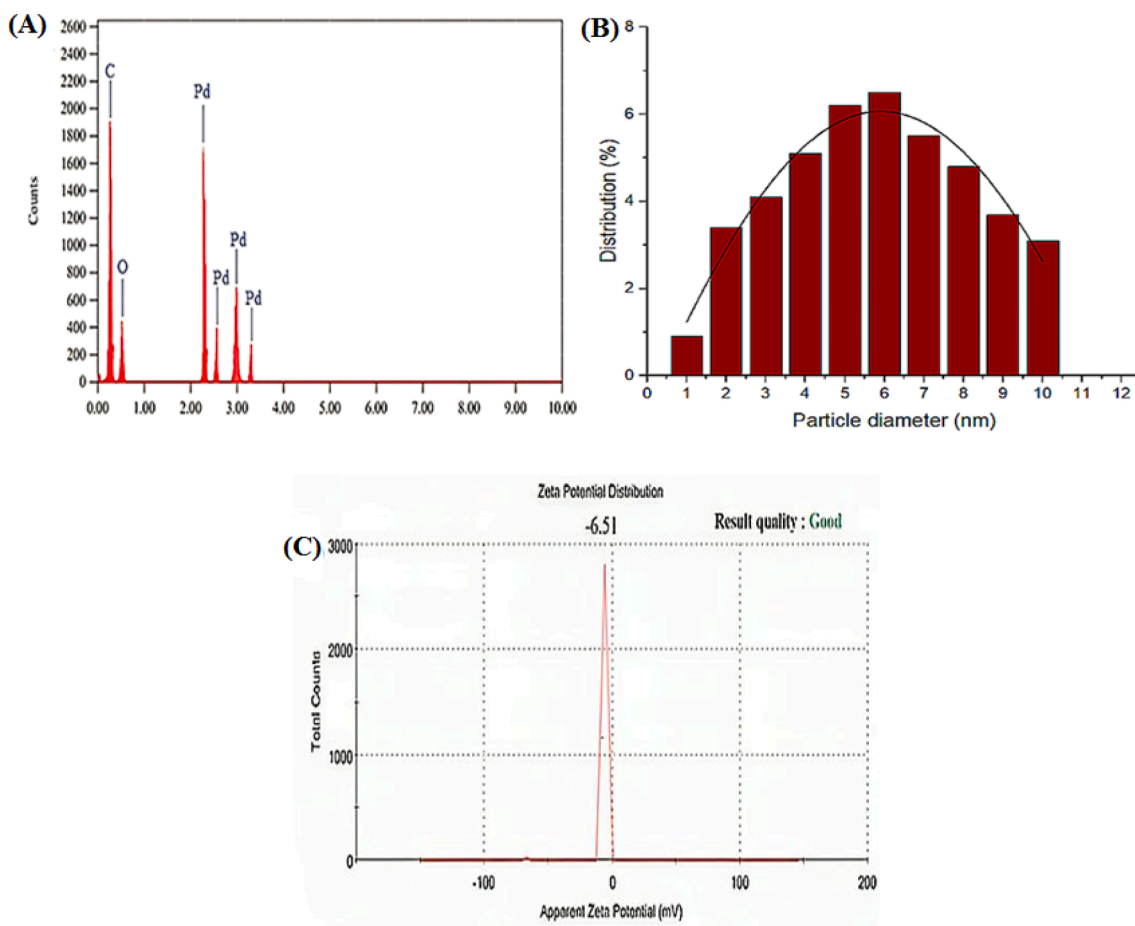 (A)
2600
2400
2200
2000
1800
1600
1400
1200
1000
800
600
400
200
0
Counts
C
O
Pd
Pd
Pd
Pd
0.00 1.00 2.00 3.00 4.00 5.00 6.00 7.00 8.00 9.00 10.00
(B)
8
6
4
2
0
Distribution (%)
0 1 2 3 4 5 6 7 8 9 10 11 12
Particle diameter (nm)
Zeta Potential Distribution
-6.51
Result quality : Good
(C)
3000
2000
1000
0
Total Counts
-100 0 100 200
Apparent Zeta Potential (mV)